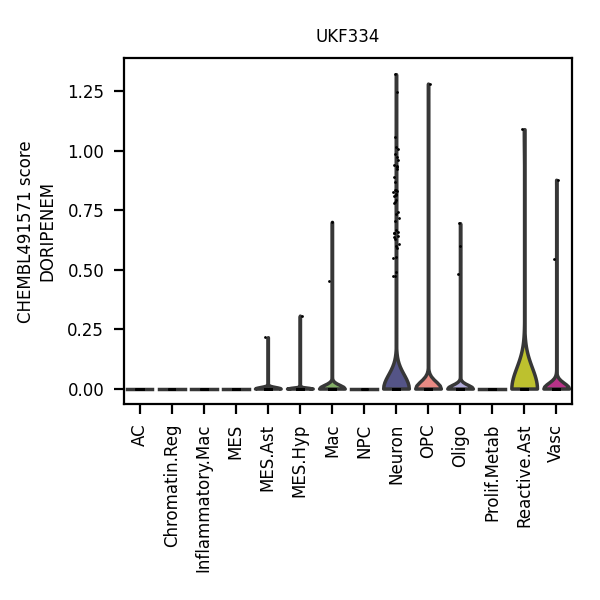 UKF334
CHEMBL491571 score
DORIPENEM
1.25
1.00
0.75
0.50
0.25
0.00
AC
Chromatin.Reg
Inflammatory.Mac
MES
MES.Ast
MES.Hyp
Mac
NPC
Neuron
OPC
Oligo
Prolif.Metab
Reactive.Ast
Vasc